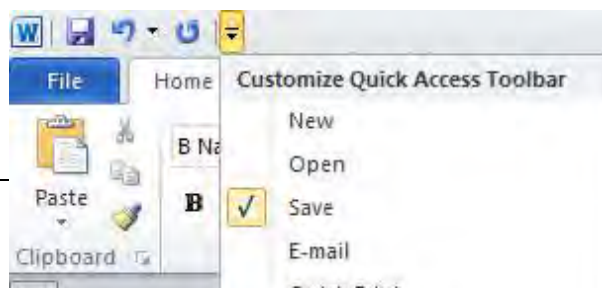 W
File Home Customize Quick Access Toolbar
New
B Na
Open
Paste B Save
E-mail
Clipboard